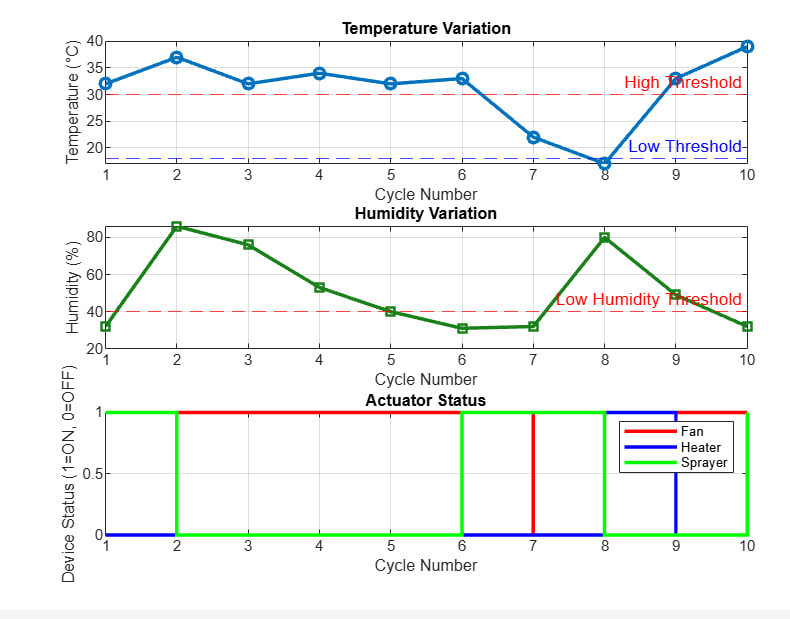 Temperature Variation
Temperature (°C)
40
35
30
25
20
High Threshold
Low Threshold
1 2 3 4 5 6 7 8 9 10
Cycle Number
Humidity Variation
Humidity (%)
80
60
40
20
Low Humidity Threshold
1 2 3 4 5 6 7 8 9 10
Cycle Number
Actuator Status
Device Status (1=ON, 0=OFF)
1
0.5
0
Fan
Heater
Sprayer
1 2 3 4 5 6 7 8 9 10
Cycle Number